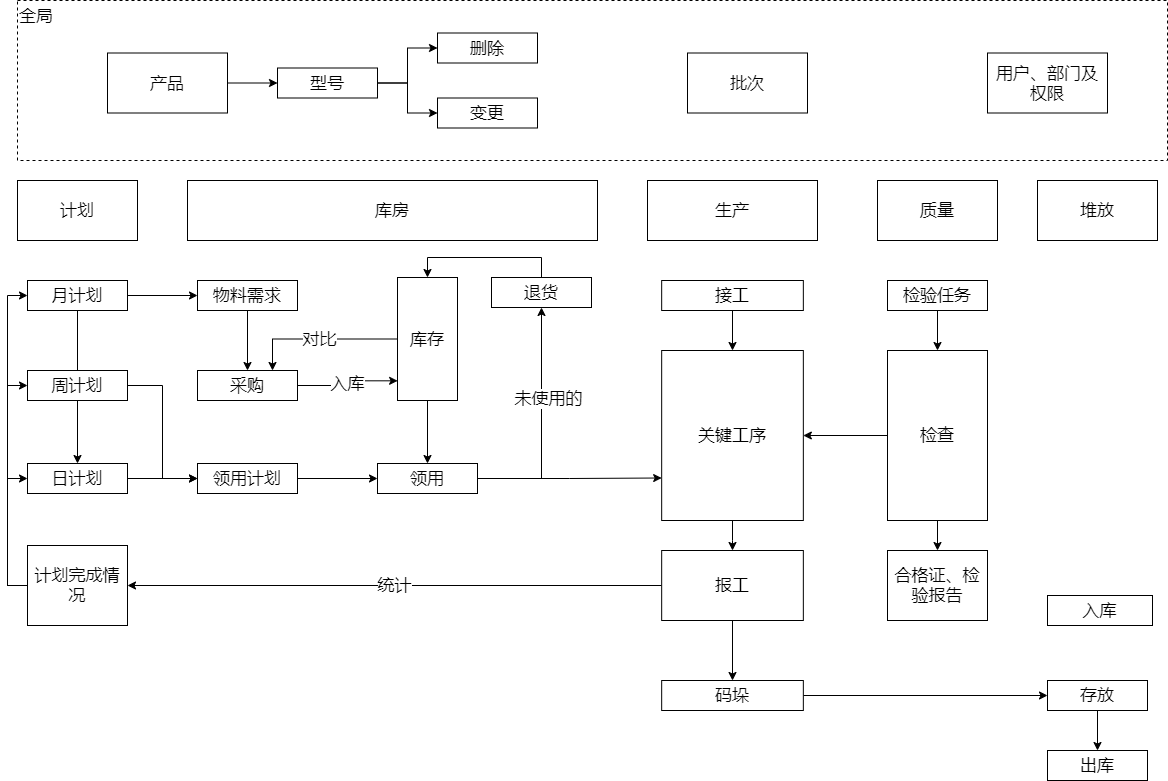 全局
产品
型号
删除
变更
批次
用户、部门及
权限
计划
库房
生产
质量
堆放
月计划
物料需求
库存
退货
接工
检验任务
对比
周计划
采购
入库
未使用的
关键工序
检查
日计划
领用计划
领用
计划完成情
况
统计
报工
合格证、检
验报告
入库
码垛
存放
出库